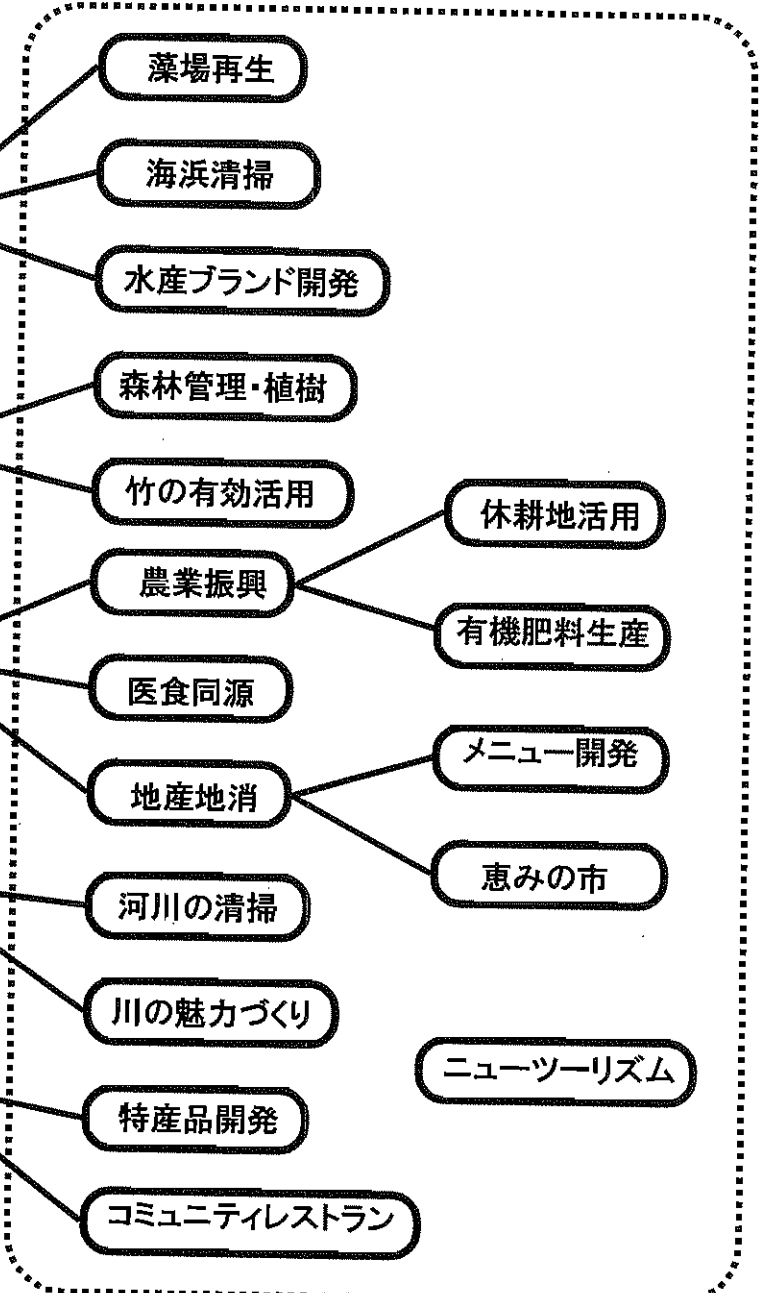 藻場再生
海浜清掃
水産ブランド開発
森林管理・植樹
竹の有効活用
農業振興
休耕地活用
有機肥料生産
医食同源
地産地消
メニュー開発
恵みの市
河川の清掃
川の魅力づくり
ニューツーリズム
特産品開発
コミュニティレストラン